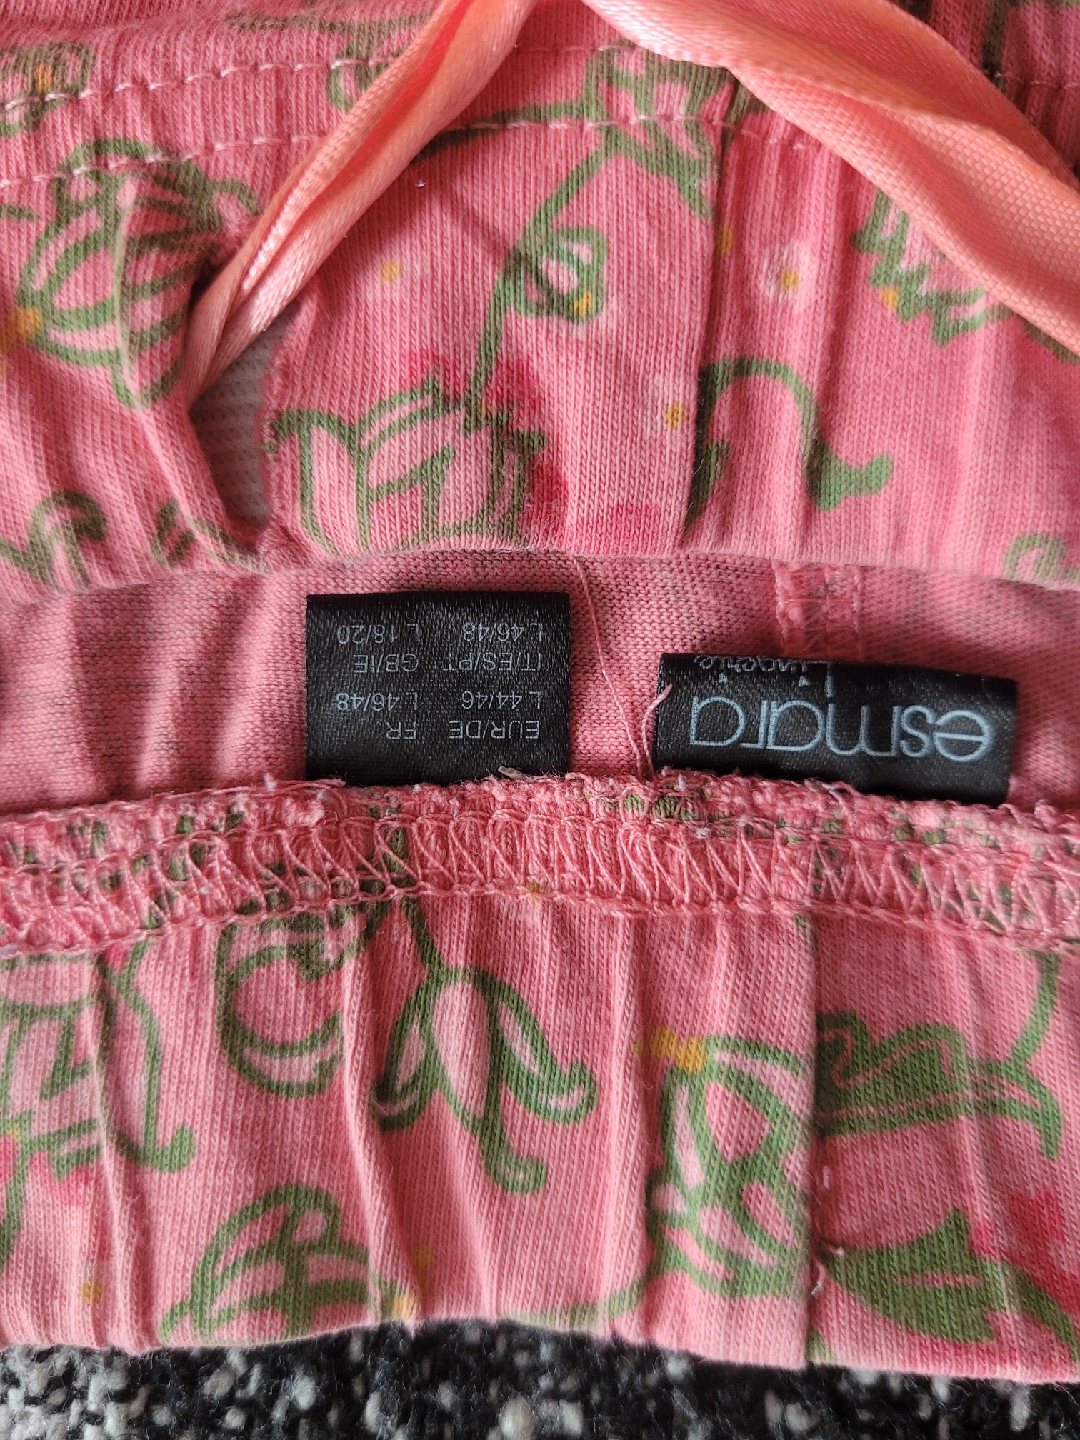 EUR/DE FR
L 44/46 L 46/48
IT/ES/PT GB/IE
L 46/48 L 18/20
esmara
Lingerie